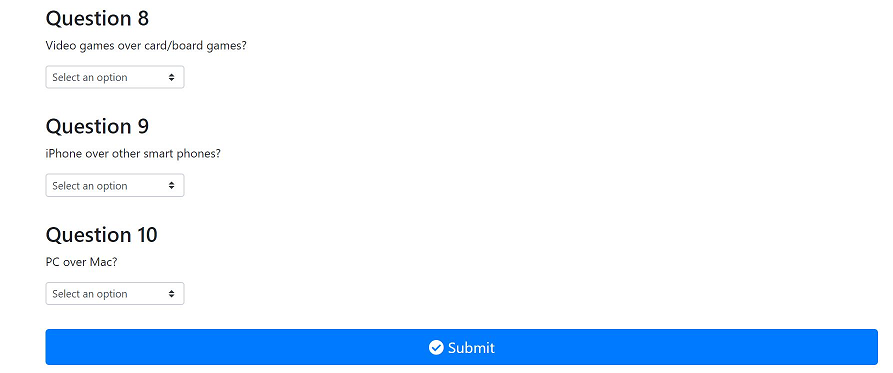 Question 8
Video games over card/board games?
Select an option
Question 9
iPhone over other smart phones?
Select an option
Question 10
PC over Mac?
Select an option
Submit